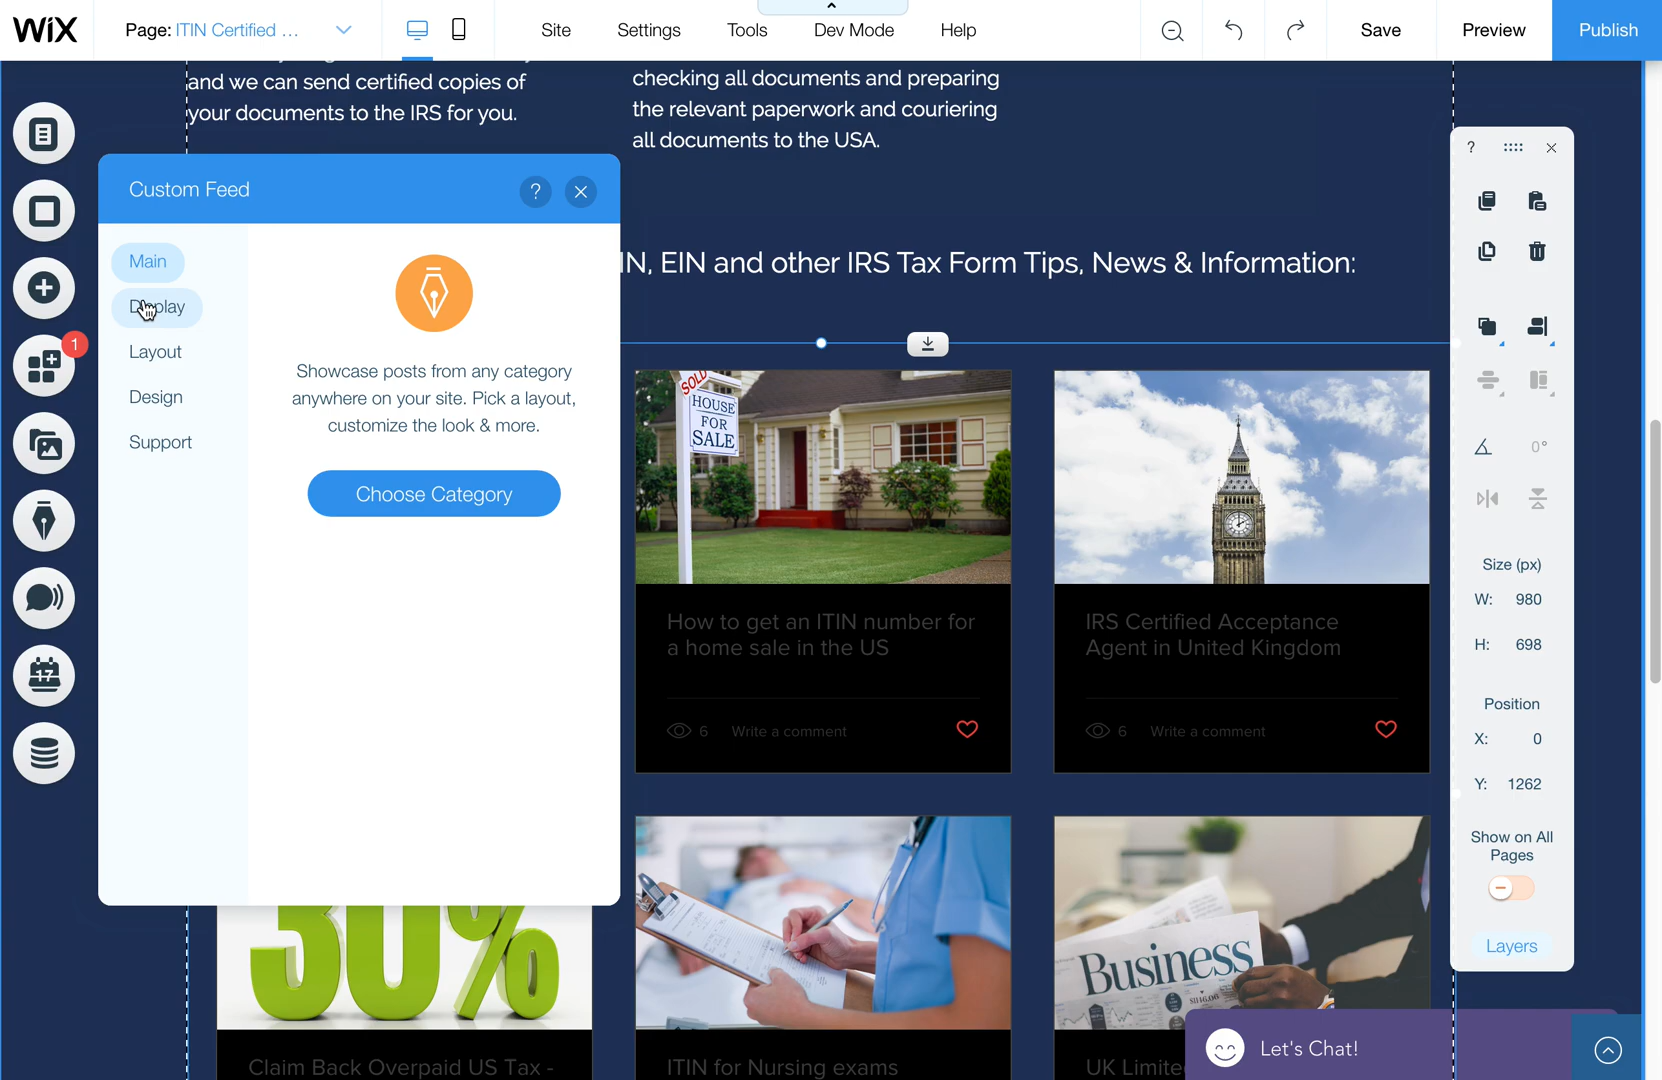 WiX
Page: ITIN Certified ...
Site
Settings
Tools
Dev Mode
Help
Save
Preview
Publish
and we can send certified copies of
your documents to the IRS for you.
checking all documents and preparing
the relevant paperwork and couriering
all documents to the USA.
Custom Feed
?
Main
Display
Layout
Design
Support
Showcase posts from any category
anywhere on your site. Pick a layout,
customize the look & more.
Choose Category
IN, EIN and other IRS Tax Form Tips, News & Information:
1
17
SOLD
HOUSE
FOR
SALE
How to get an ITIN number for
a home sale in the US
6
Write a comment
IRS Certified Acceptance
Agent in United Kingdom
6
Write a comment
30%
Claim Back Overpaid US Tax -
ITIN for Nursing exams
Business
UK Limite
Let's Chat!
?
0°
Size (px)
W: 980
H: 698
Position
X: 0
Y: 1262
Show on All
Pages
Layers